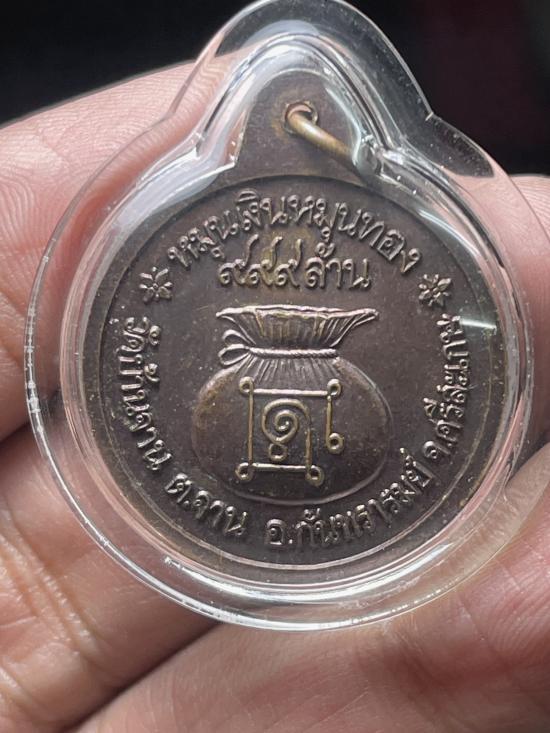 หมุนเงินหมุนทอง
๙๙๙ล้าน
วัดบ้านจาน ต.จาน อ.กันทรารมย์ จ.ศรีสะเกษ